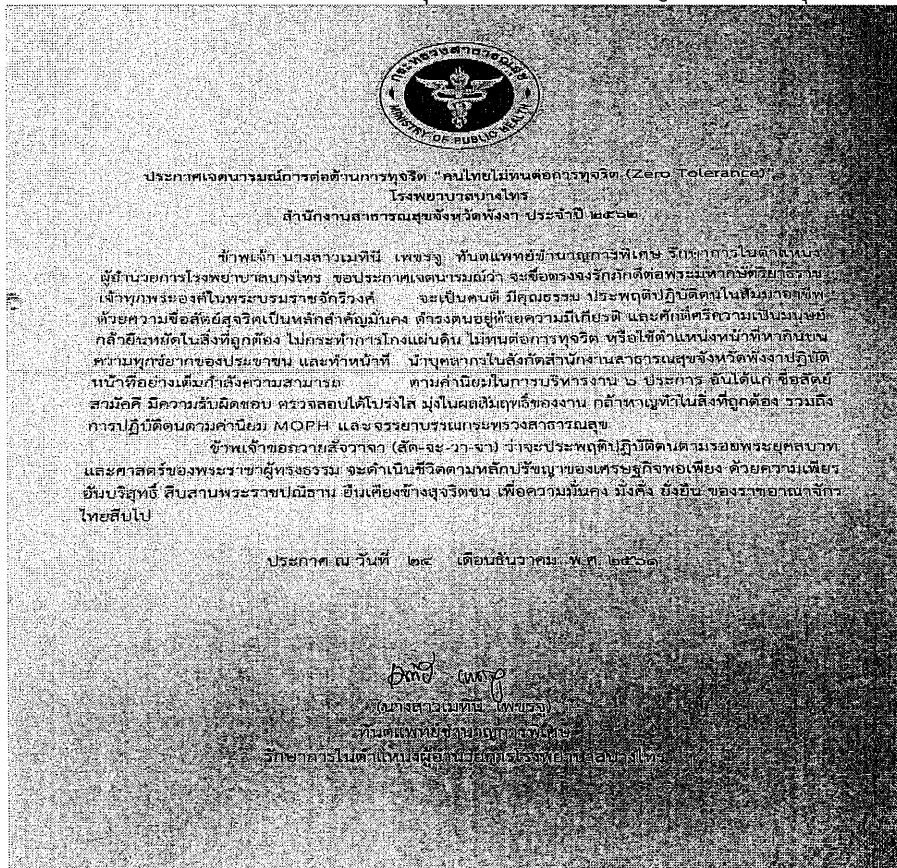 กระทรวงสาธารณสุข
MINISTRY OF PUBLIC HEALTH
ประกาศเจตนารมณ์การต่อต้านการทุจริต "คนไทยไม่ทนต่อการทุจริต (Zero Tolerance)"
โรงพยาบาลบางไทร
สำนักงานสาธารณสุขจังหวัดพังงา ประจำปี ๒๕๖๒
ข้าพเจ้า นางสาวเมทินี เพชรจู ทันตแพทย์ชำนาญการพิเศษ รักษาการในตำแหน่ง
ผู้อำนวยการโรงพยาบาลบางไทร ขอประกาศเจตนารมณ์ว่า จะซื่อตรงจงรักภักดีต่อพระมหากษัตริยาธิราช
เจ้าทุกพระองค์ในพระบรมราชจักรีวงศ์ จะเป็นคนดี มีคุณธรรม ประพฤติปฏิบัติตนในสัมมาอาชีพ
ด้วยความซื่อสัตย์สุจริตเป็นหลักสำคัญมั่นคง ดำรงตนอยู่ด้วยความมีเกียรติ และศักดิ์ศรีความเป็นมนุษย์
กล้ายืนหยัดในสิ่งที่ถูกต้อง ไม่กระทำการโกงแผ่นดิน ไม่ทนต่อการทุจริต หรือใช้ตำแหน่งหน้าที่หากินบน
ความทุกข์ยากของประชาชน และทำหน้าที่ นำบุคลากรในสังกัดสำนักงานสาธารณสุขจังหวัดพังงาปฏิบัติ
หน้าที่อย่างเต็มกำลังความสามารถ ตามค่านิยมในการบริหารงาน ๖ ประการ อันได้แก่ ซื่อสัตย์
สามัคคี มีความรับผิดชอบ ตรวจสอบได้โปร่งใส มุ่งในผลสัมฤทธิ์ของงาน กล้าหาญทำในสิ่งที่ถูกต้อง รวมถึง
การปฏิบัติตนตามค่านิยม MOPH และจรรยาบรรณกระทรวงสาธารณสุข
ข้าพเจ้าขอถวายสัจวาจา (สัด-จะ-วา-จา) ว่าจะประพฤติปฏิบัติตนตามรอยพระยุคลบาท
และศาสตร์ของพระราชาผู้ทรงธรรม จะดำเนินชีวิตตามหลักปรัชญาของเศรษฐกิจพอเพียง ด้วยความเพียร
อันบริสุทธิ์ สืบสานพระราชปณิธาน ยืนเคียงข้างสุจริตชน เพื่อความมั่นคง มั่งคั่ง ยั่งยืน ของราชอาณาจักร
ไทยสืบไป
ประกาศ ณ วันที่ ๒๔ เดือนธันวาคม พ.ศ. ๒๕๖๑
(นางสาวเมทินี เพชรจู)
ทันตแพทย์ชำนาญการพิเศษ
รักษาการในตำแหน่งผู้อำนวยการโรงพยาบาลบางไทร